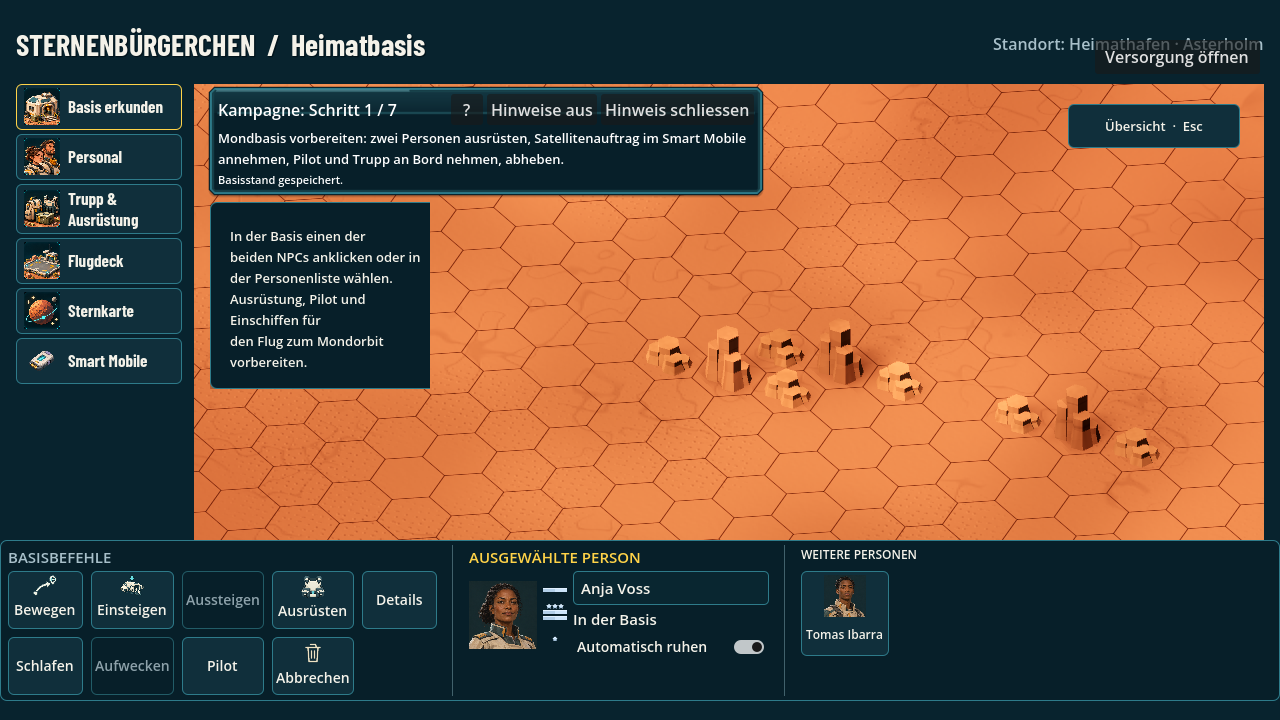 STERNENBÜRGERCHEN / Heimatbasis
Standort: Heimathafen · Asterholm
Versorgung öffnen
Basis erkunden
Personal
Trupp &
Ausrüstung
Flugdeck
Sternkarte
Smart Mobile
Kampagne: Schritt 1 / 7
? Hinweise aus Hinweis schliessen
Mondbasis vorbereiten: zwei Personen ausrüsten, Satellitenauftrag im Smart Mobile
annehmen, Pilot und Trupp an Bord nehmen, abheben.
Basisstand gespeichert.
Übersicht · Esc
In der Basis einen der
beiden NPCs anklicken oder in
der Personenliste wählen.
Ausrüstung, Pilot und
Einschiffen für
den Flug zum Mondorbit
vorbereiten.
BASISBEFEHLE
Bewegen
Einsteigen
Aussteigen
Ausrüsten
Details
Schlafen
Aufwecken
Pilot
Abbrechen
AUSGEWÄHLTE PERSON
Anja Voss
In der Basis
Automatisch ruhen
WEITERE PERSONEN
Tomas Ibarra